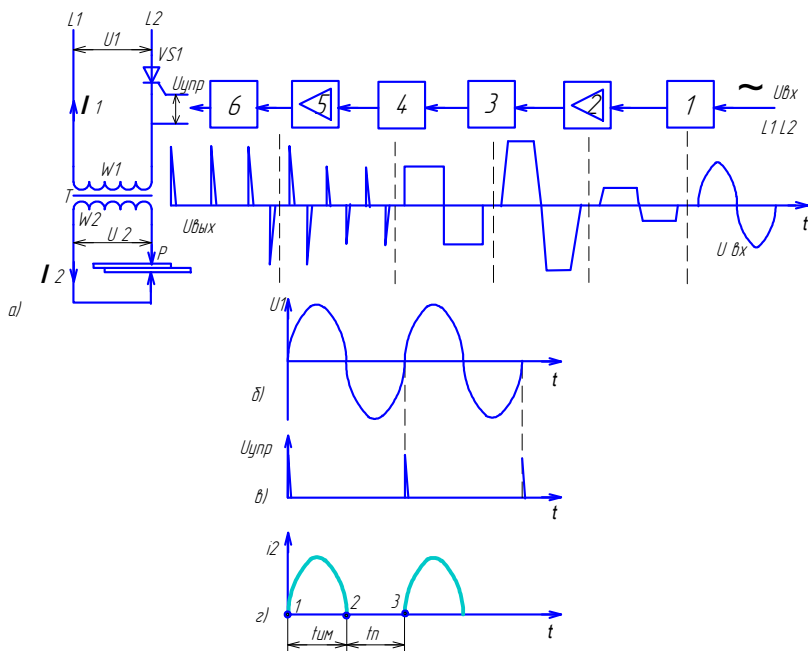 L1 L2
U1
VS1
Uупр
I 1
6 5 4 3 2 1
~ Uвх
L1 L2
W1
T
W2
U 2
P
I 2
Uвых
U вх
t
а)
U1
t
б)
Uупр
t
в)
i2
1 2 3
t
г)
tим tп